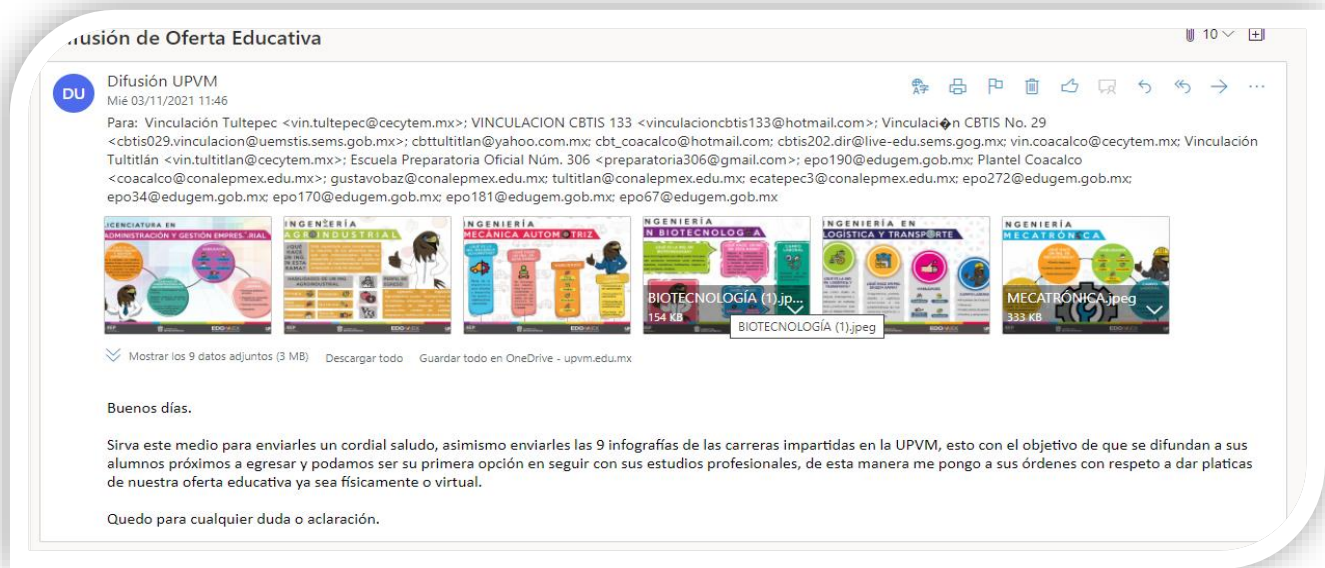 ifusión de Oferta Educativa
10
DU
Difusión UPVM
Mié 03/11/2021 11:46
Para: Vinculación Tultepec <vin.tultepec@cecytem.mx>; VINCULACION CBTIS 133 <vinculacioncbtis133@hotmail.com>; Vinculaci�n CBTIS No. 29
<cbtis029.vinculacion@uemstis.sems.gob.mx>; cbttultitlan@yahoo.com.mx; cbt_coacalco@hotmail.com; cbtis202.dir@live-edu.sems.gog.mx; vin.coacalco@cecytem.mx; Vinculación
Tultitlán <vin.tultitlan@cecytem.mx>; Escuela Preparatoria Oficial Núm. 306 <preparatoria306@gmail.com>; epo190@edugem.gob.mx; Plantel Coacalco
<coacalco@conalepmex.edu.mx>; gustavobaz@conalepmex.edu.mx; tultitlan@conalepmex.edu.mx; ecatepec3@conalepmex.edu.mx; epo272@edugem.gob.mx;
epo34@edugem.gob.mx; epo170@edugem.gob.mx; epo181@edugem.gob.mx; epo67@edugem.gob.mx
ICENCIATURA EN
ADMINISTRACIÓN Y GESTIÓN EMPRES RIAL
INGENIERÍA
AGROINDUSTRIAL
INGENIERÍA
MECÁNICA AUTOMOTRIZ
NGENIERÍA
N BIOTECNOLOGÍA
INGENIERÍA EN
LOGÍSTICA Y TRANSPORTE
NGENIERÍA
MECATRÓNICA
BIOTECNOLOGÍA (1).jp...
154 KB
BIOTECNOLOGÍA (1).jpeg
MECATRÓNICA.jpeg
333 KB
Mostrar los 9 datos adjuntos (3 MB) Descargar todo Guardar todo en OneDrive - upvm.edu.mx
Buenos días.
Sirva este medio para enviarles un cordial saludo, asimismo enviarles las 9 infografías de las carreras impartidas en la UPVM, esto con el objetivo de que se difundan a sus
alumnos próximos a egresar y podamos ser su primera opción en seguir con sus estudios profesionales, de esta manera me pongo a sus órdenes con respeto a dar platicas
de nuestra oferta educativa ya sea físicamente o virtual.
Quedo para cualquier duda o aclaración.